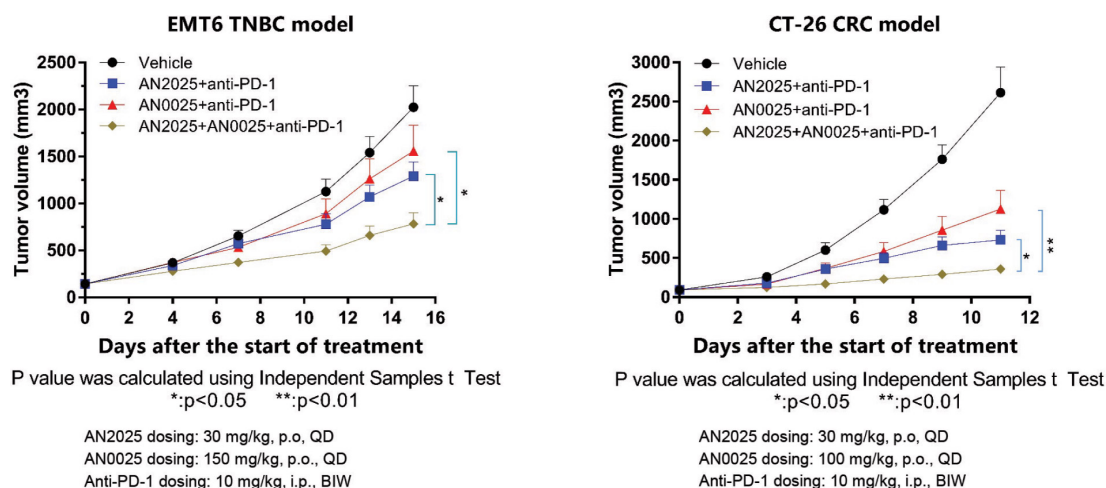 EMT6 TNBC model
2500
2000
1500
1000
500
0
Tumor volume (mm3)
Vehicle
AN2025+anti-PD-1
AN0025+anti-PD-1
AN2025+AN0025+anti-PD-1
*
*
0 2 4 6 8 10 12 14 16
Days after the start of treatment
P value was calculated using Independent Samples t Test
*:p<0.05 **:p<0.01
AN2025 dosing: 30 mg/kg, p.o, QD
AN0025 dosing: 150 mg/kg, p.o., QD
Anti-PD-1 dosing: 10 mg/kg, i.p., BIW
CT-26 CRC model
3000
2500
2000
1500
1000
500
0
Tumor volume (mm3)
Vehicle
AN2025+anti-PD-1
AN0025+anti-PD-1
AN2025+AN0025+anti-PD-1
*
**
0 2 4 6 8 10 12
Days after the start of treatment
P value was calculated using Independent Samples t Test
*:p<0.05 **:p<0.01
AN2025 dosing: 30 mg/kg, p.o, QD
AN0025 dosing: 100 mg/kg, p.o., QD
Anti-PD-1 dosing: 10 mg/kg, i.p., BIW